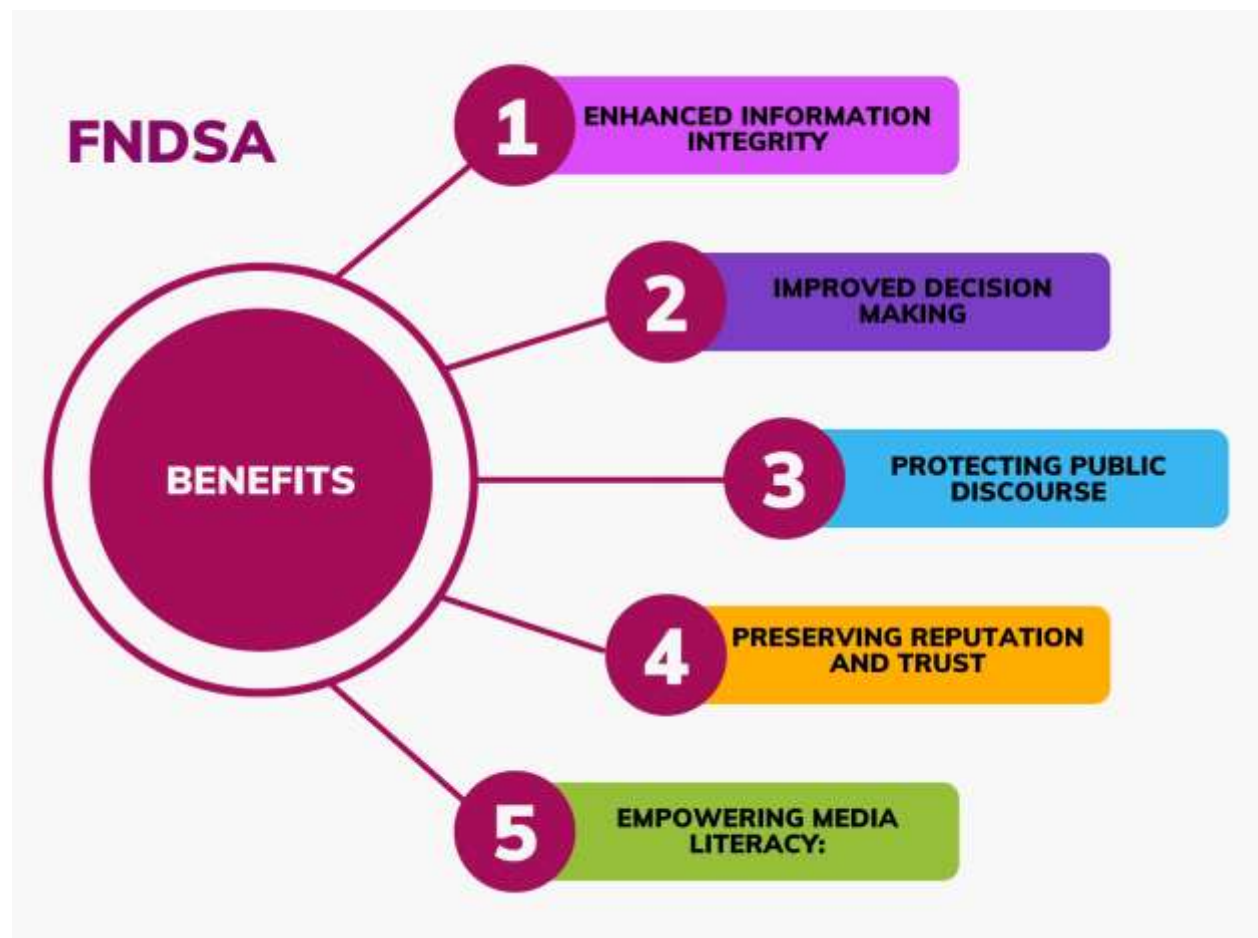 FNDSA
1
ENHANCED INFORMATION
INTEGRITY
2
IMPROVED DECISION
MAKING
BENEFITS
3
PROTECTING PUBLIC
DISCOURSE
4
PRESERVING REPUTATION
AND TRUST
5
EMPOWERING MEDIA
LITERACY: